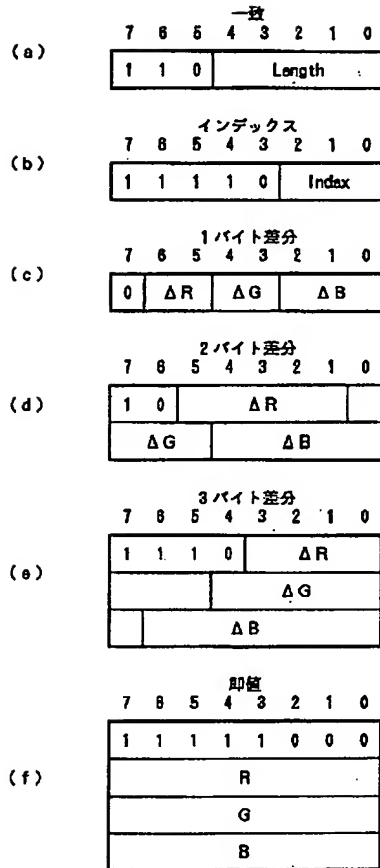 一致
7 6 5 4 3 2 1 0
(a)
1 1 0 Length
インデックス
7 6 5 4 3 2 1 0
(b)
1 1 1 1 0 Index
1バイト差分
7 6 5 4 3 2 1 0
(c)
0 ΔR ΔG ΔB
2バイト差分
7 6 5 4 3 2 1 0
(d)
1 0 ΔR
ΔG ΔB
3バイト差分
7 6 5 4 3 2 1 0
(e)
1 1 1 0 ΔR
ΔG
ΔB
即値
7 6 5 4 3 2 1 0
1 1 1 1 1 0 0 0
(f)
R
G
B